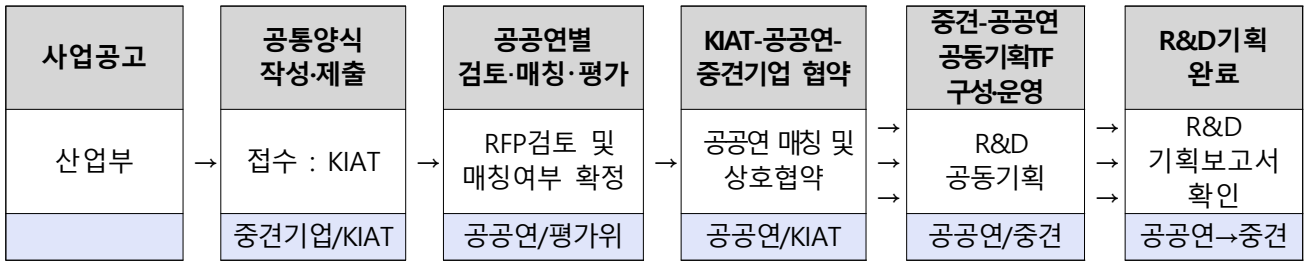 사업공고
산업부
→
공통양식
작성·제출
접수 : KIAT
중견기업/KIAT
→
공공연별
검토·매칭·평가
RFP검토 및
매칭여부 확정
공공연/평가위
→
KIAT-공공연-
중견기업 협약
공공연 매칭 및
상호협약
공공연/KIAT
→
→
→
중견-공공연
공동기획TF
구성·운영
R&D
공동기획
공공연/중견
→
→
→
R&D기획
완료
R&D
기획보고서
확인
공공연→중견